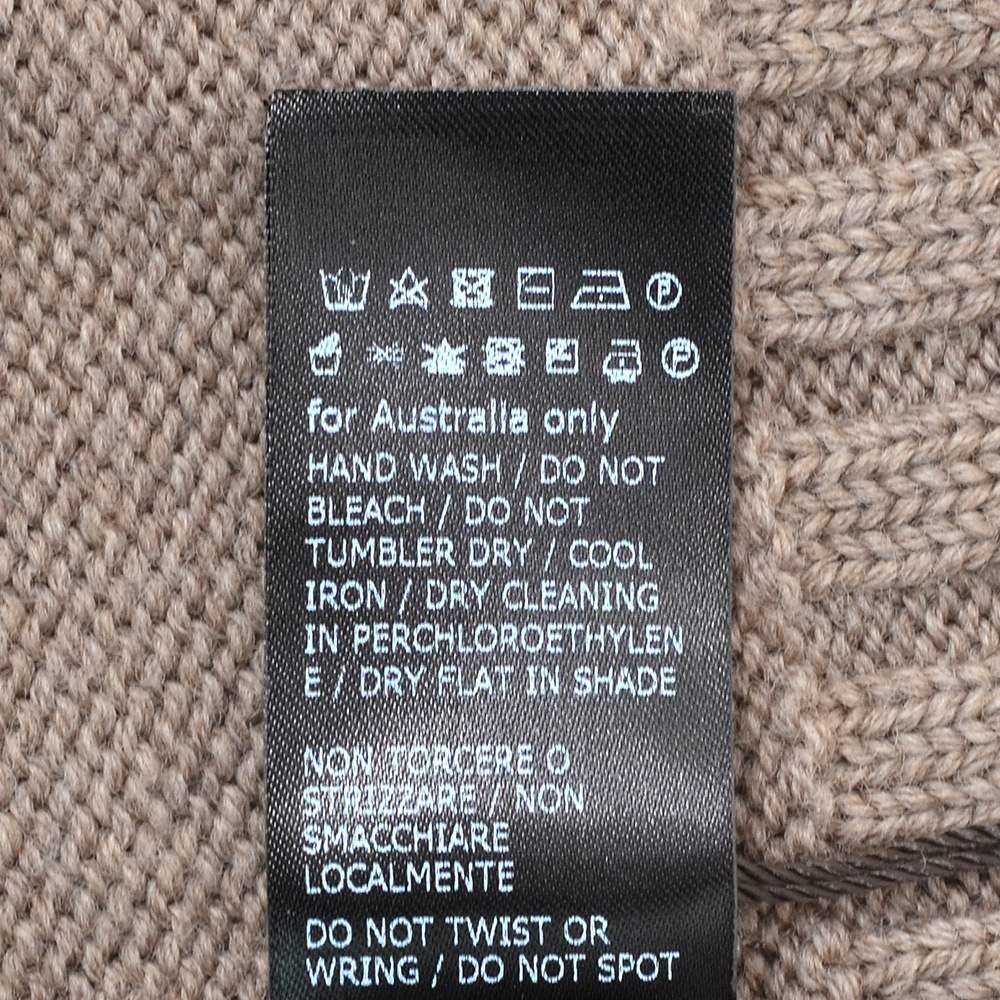 P
P
for Australia only
HAND WASH / DO NOT
BLEACH / DO NOT
TUMBLER DRY / COOL
IRON / DRY CLEANING
IN PERCHLOROETHYLEN
E / DRY FLAT IN SHADE
NON TORCERE O
STRIZZARE / NON
SMACCHIARE
LOCALMENTE
DO NOT TWIST OR
WRING / DO NOT SPOT